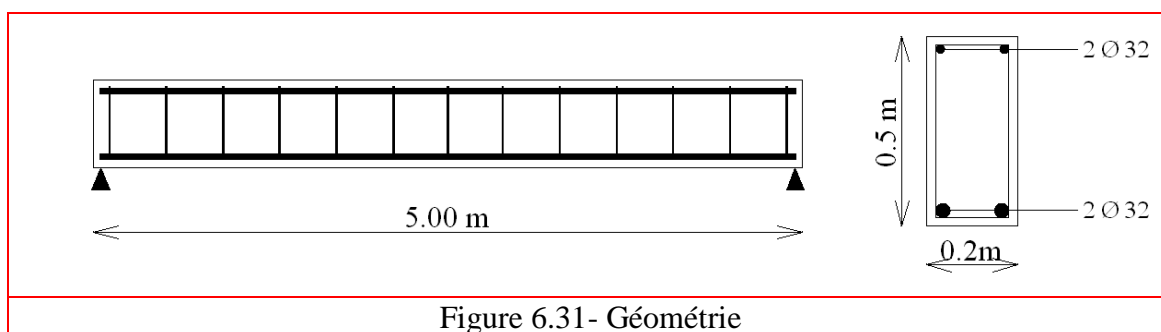 2 Ø 32
0.5 m
2 Ø 32
5.00 m
0.2m
Figure 6.31- Géométrie